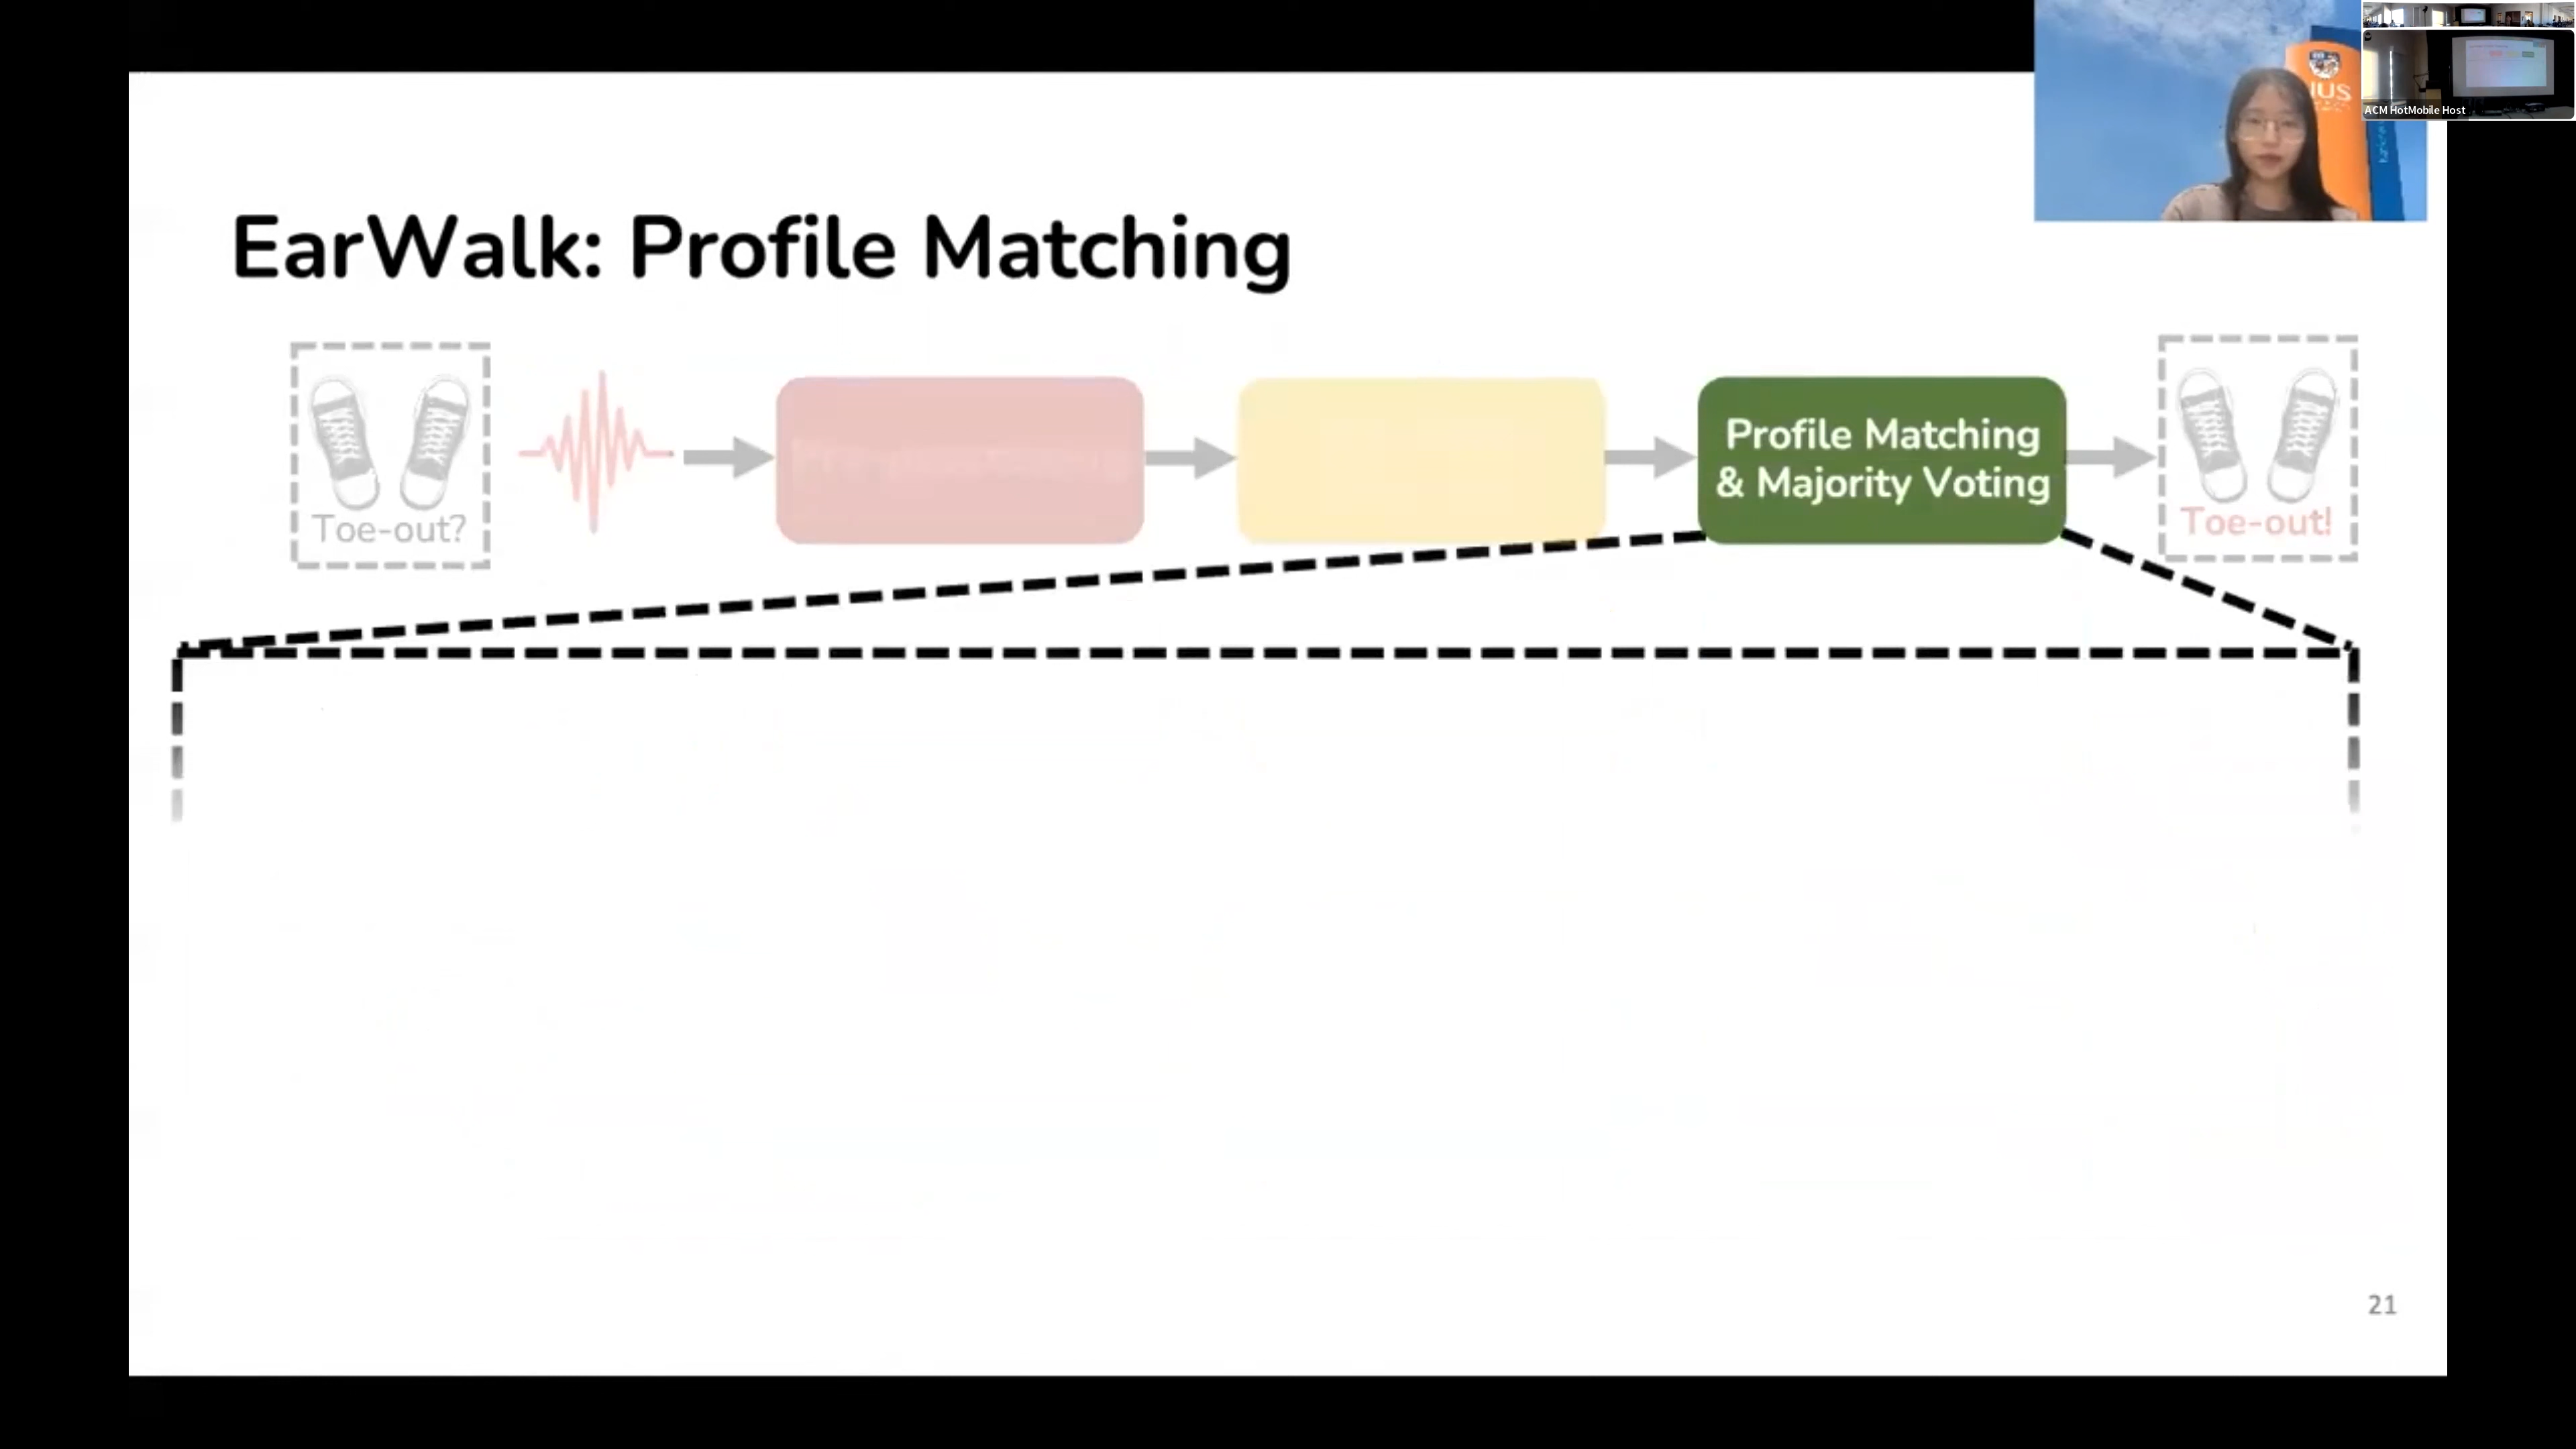 ACM HotMobile Host
EarWalk: Profile Matching
Toe-out?
Profile Matching
& Majority Voting
Toe-out!
21